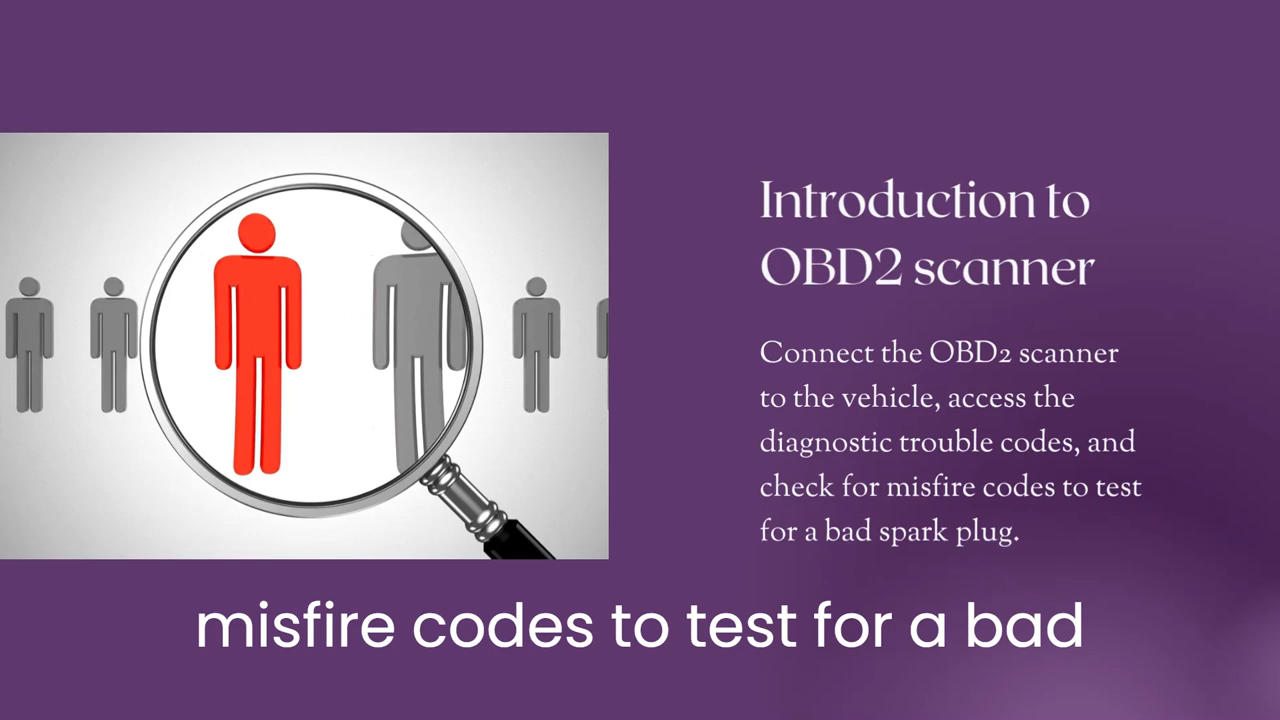 Introduction to
OBD2 scanner
Connect the OBD2 scanner
to the vehicle, access the
diagnostic trouble codes, and
check for misfire codes to test
for a bad spark plug.
misfire codes to test for a bad